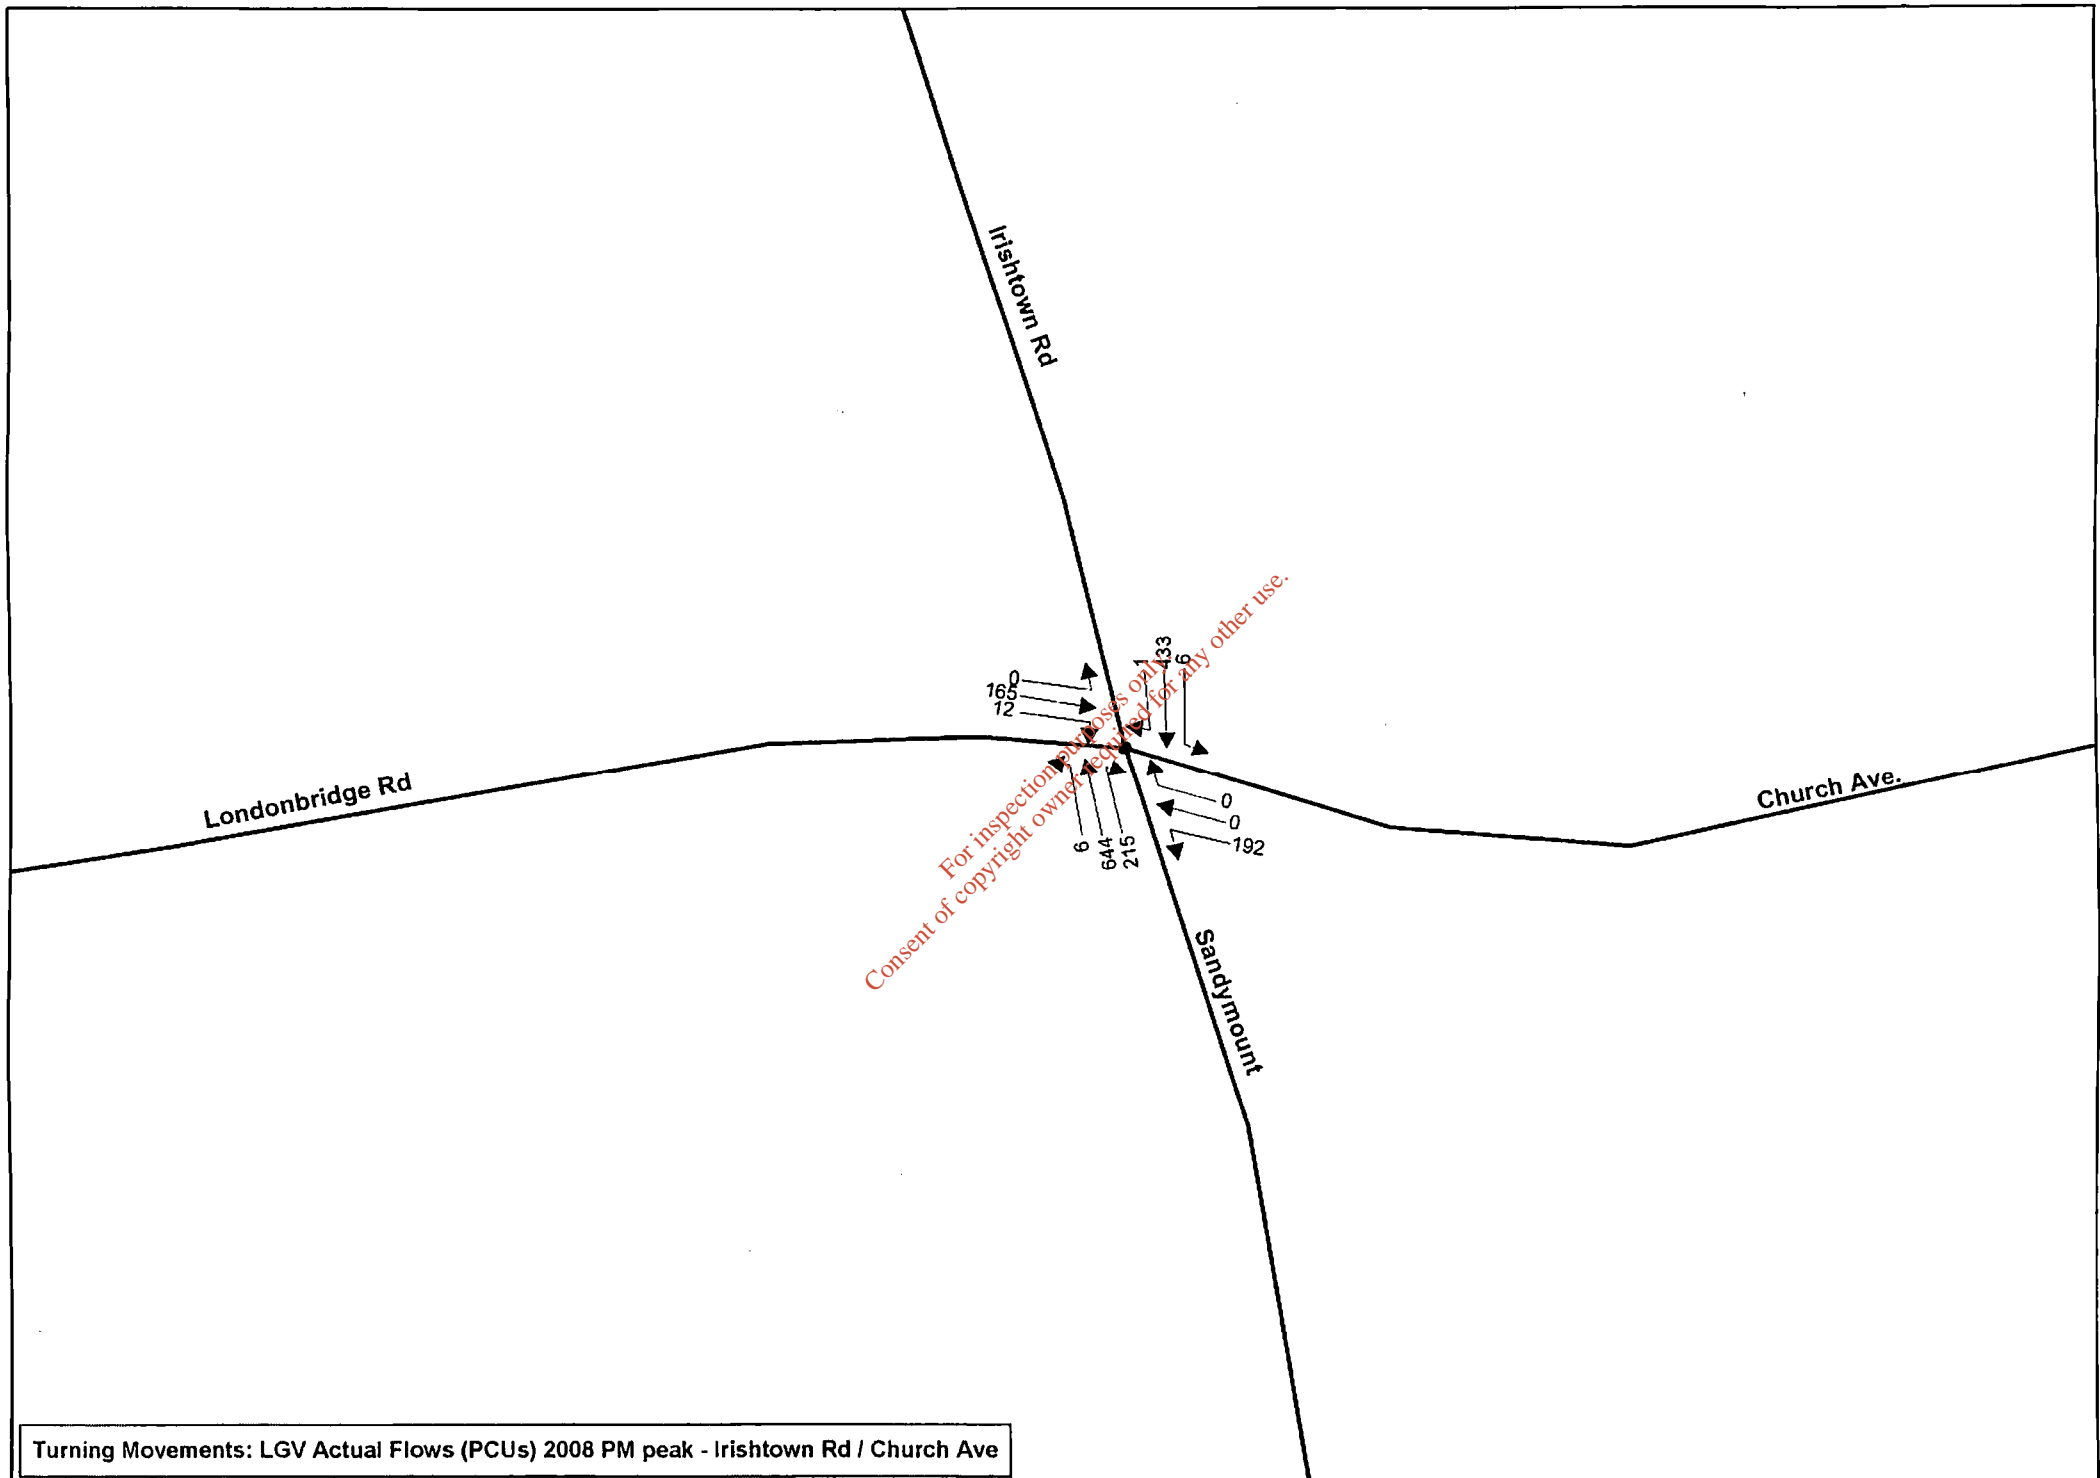 Irishtown Rd
1
433
6
0
165
12
Londonbridge Rd
Church Ave.
0
0
192
6
644
215
Sandymount
For inspection purposes only.
Consent of copyright owner required for any other use.
Turning Movements: LGV Actual Flows (PCUs) 2008 PM peak - Irishtown Rd / Church Ave